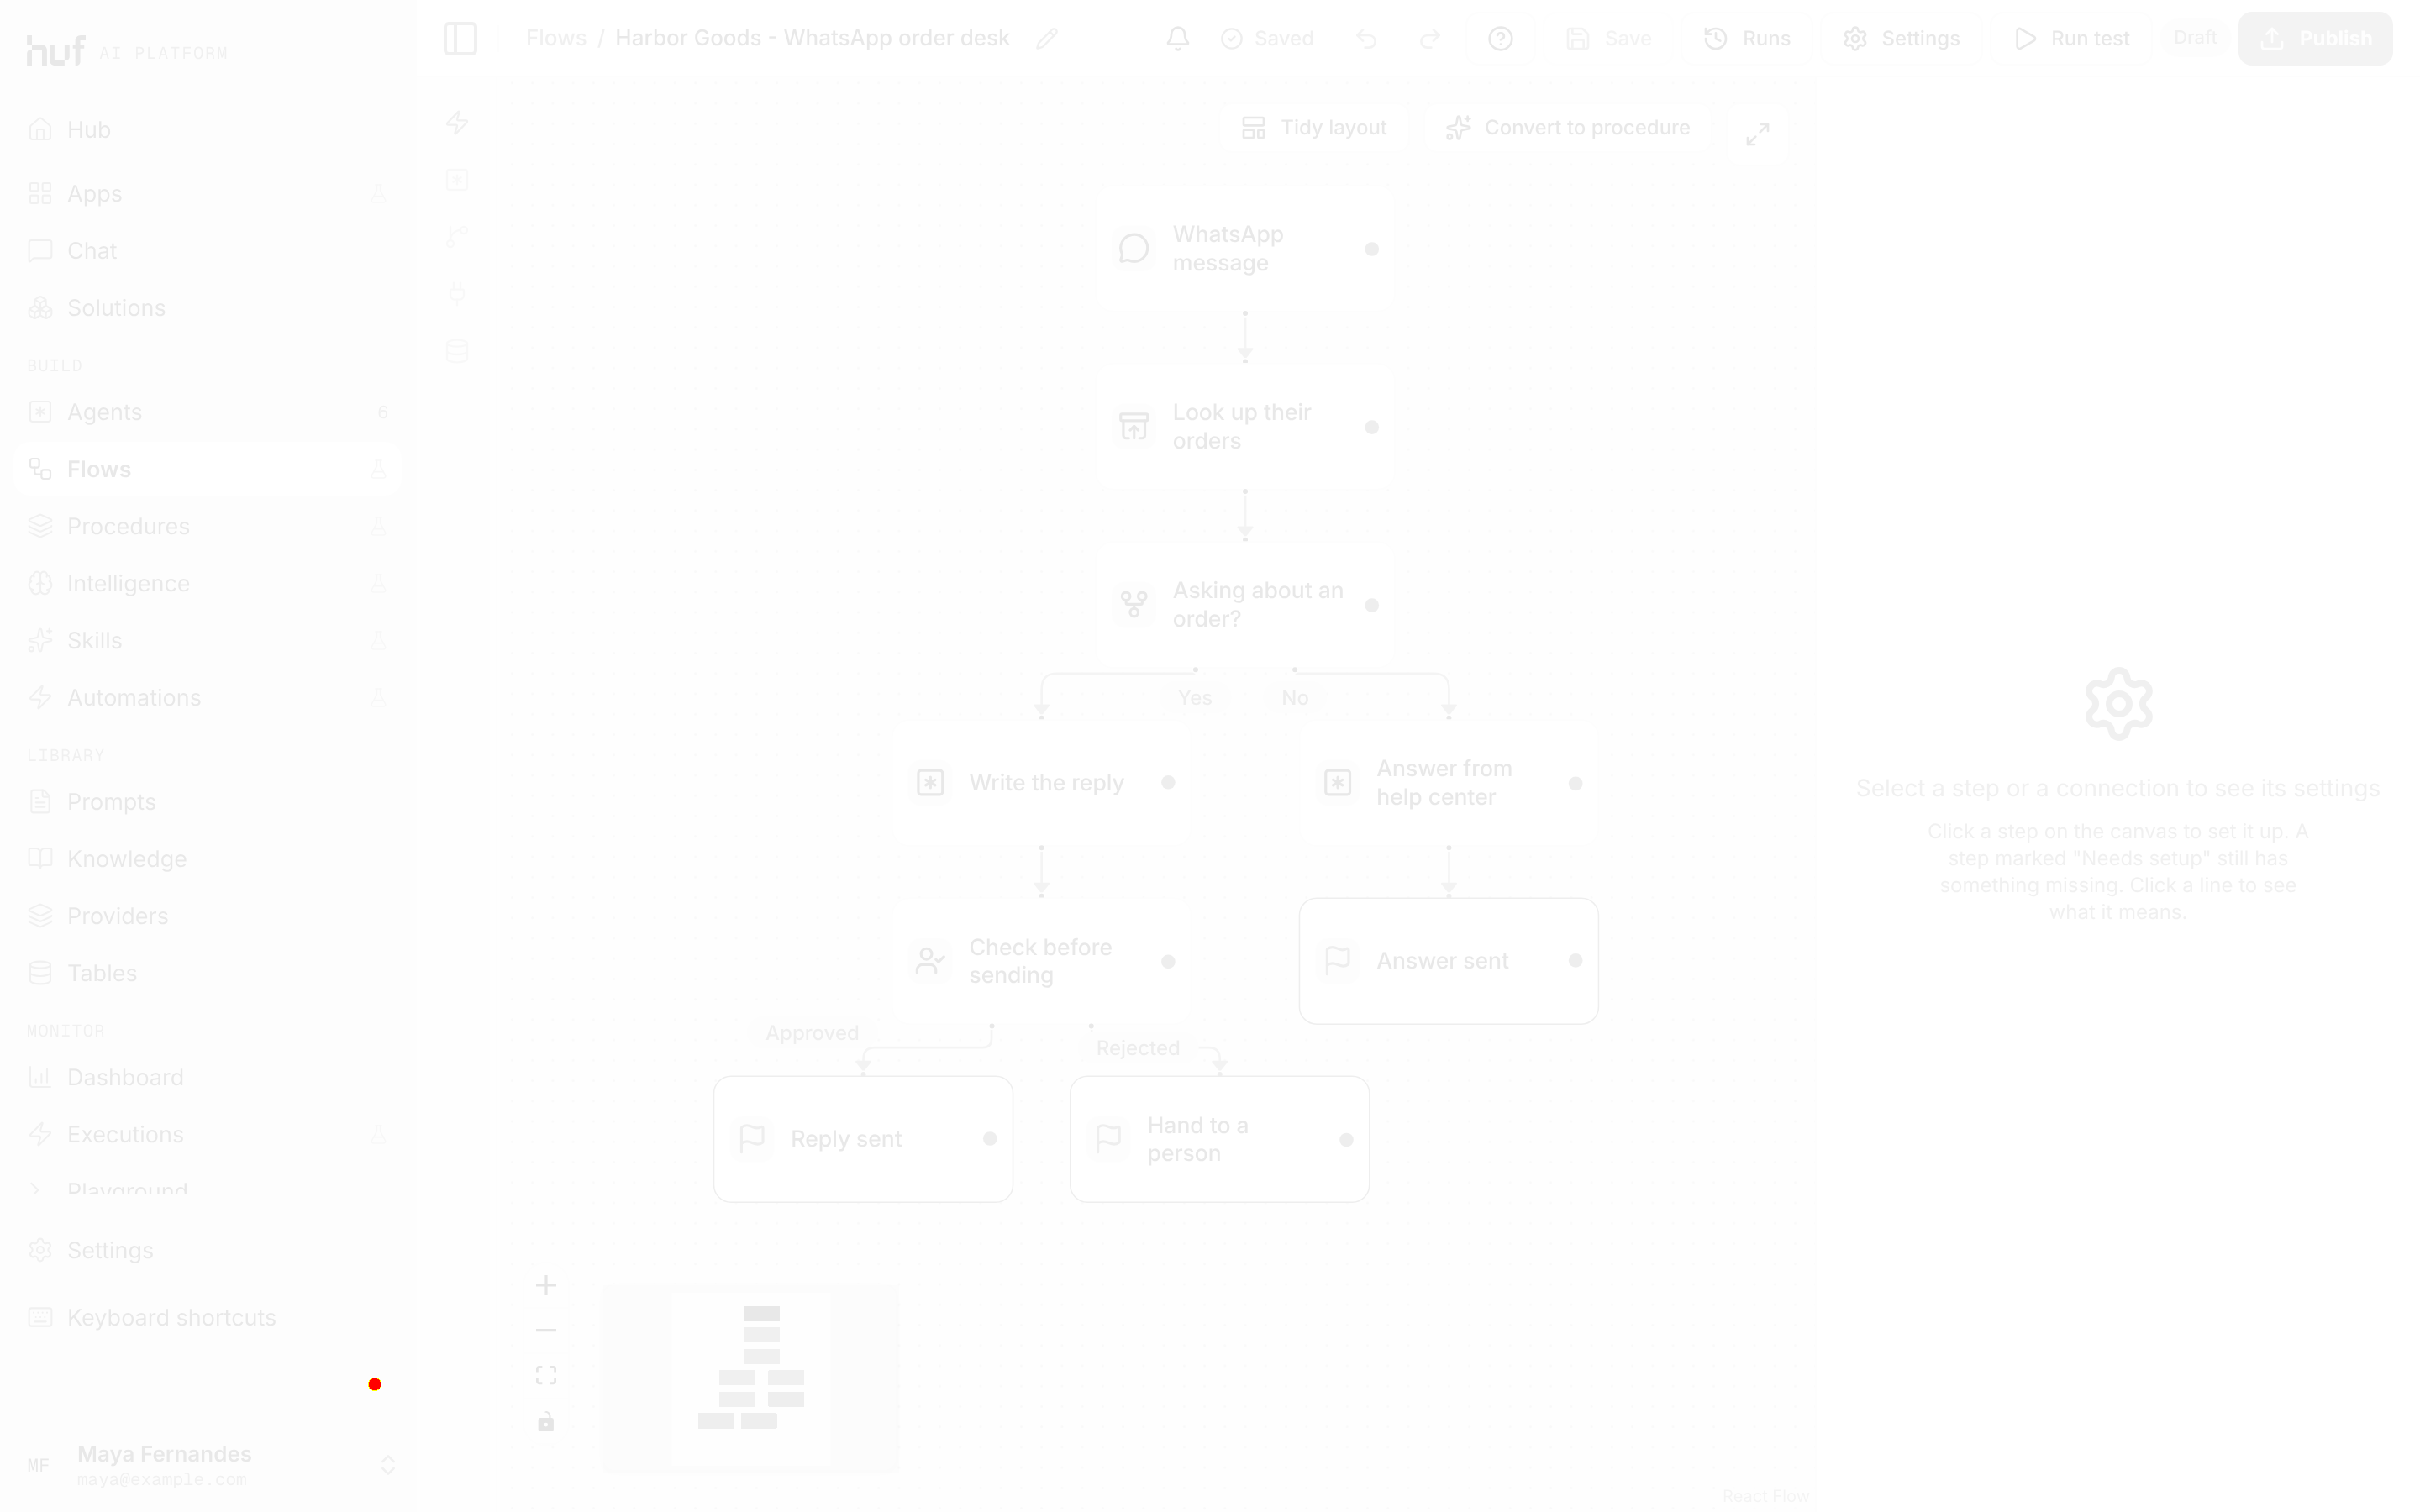 huf AI PLATFORM
Hub
Apps
Chat
Solutions
BUILD
Agents 6
Flows
Procedures
Intelligence
Skills
Automations
LIBRARY
Prompts
Knowledge
Providers
Tables
MONITOR
Dashboard
Executions
Playground
Settings
Keyboard shortcuts
MF
Maya Fernandes
maya@example.com
Flows / Harbor Goods - WhatsApp order desk
Saved
Save
Runs
Settings
Run test
Draft
Publish
Tidy layout
Convert to procedure
WhatsApp
message
Look up their
orders
Asking about an
order?
Yes
No
Write the reply
Answer from
help center
Check before
sending
Answer sent
Approved
Rejected
Reply sent
Hand to a
person
React Flow
Select a step or a connection to see its settings
Click a step on the canvas to set it up. A
step marked "Needs setup" still has
something missing. Click a line to see
what it means.